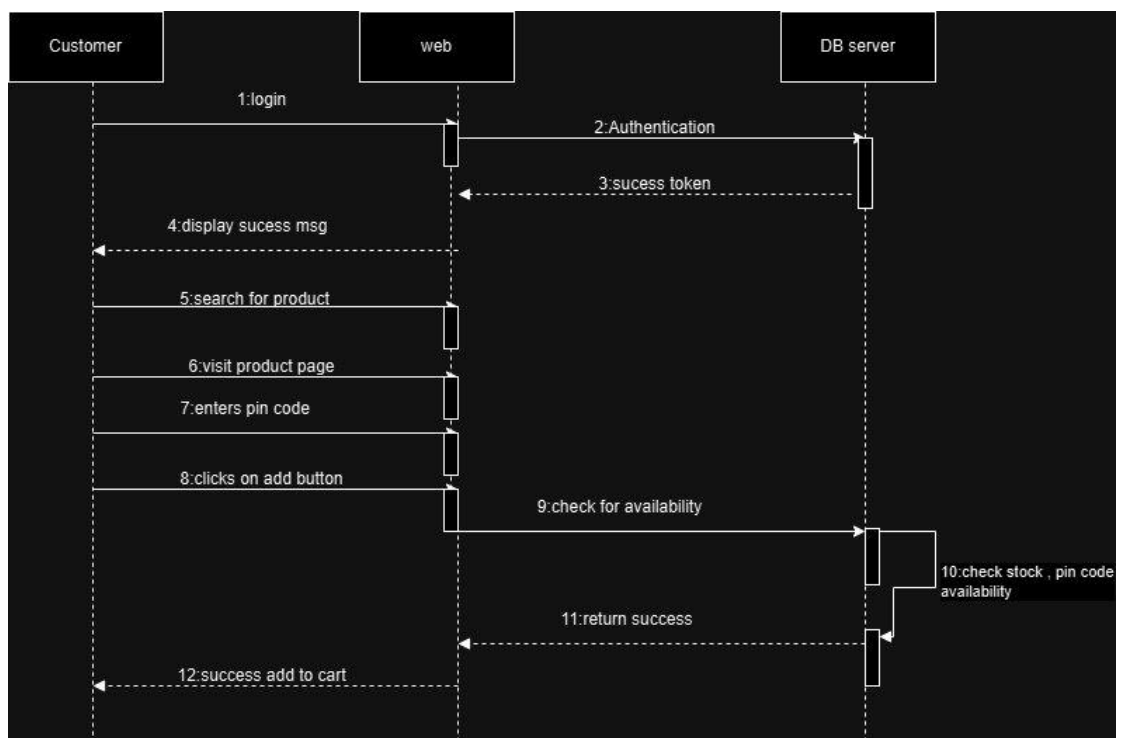 Customer
web
DB server
1:login
2:Authentication
3:sucess token
4:display sucess msg
5:search for product
6:visit product page
7:enters pin code
8:clicks on add button
9:check for availability
10:check stock , pin code
availability
11:return success
12:success add to cart